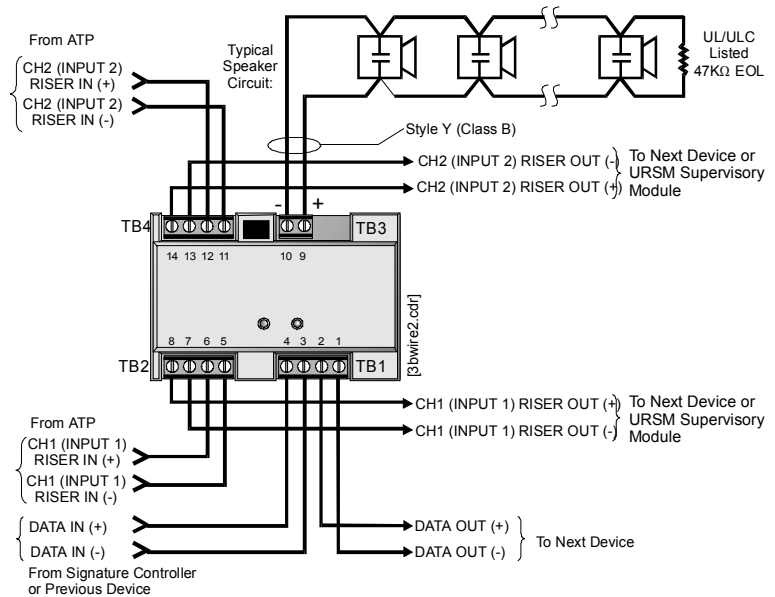 From ATP
CH2 (INPUT 2)
RISER IN (+)
CH2 (INPUT 2)
RISER IN (-)
Typical
Speaker
Circuit:
UL/ULC
Listed
47KΩ EOL
Style Y (Class B)
CH2 (INPUT 2) RISER OUT (-)
CH2 (INPUT 2) RISER OUT (+)
To Next Device or
URSM Supervisory
Module
- +
TB4
TB3
14 13 12 11
10 9
[3bwire2.cdr]
8 7 6 5
4 3 2 1
TB2
TB1
CH1 (INPUT 1) RISER OUT (+)
CH1 (INPUT 1) RISER OUT (-)
To Next Device or
URSM Supervisory
Module
From ATP
CH1 (INPUT 1)
RISER IN (+)
CH1 (INPUT 1)
RISER IN (-)
DATA IN (+)
DATA IN (-)
From Signature Controller
or Previous Device
DATA OUT (+)
DATA OUT (-)
To Next Device